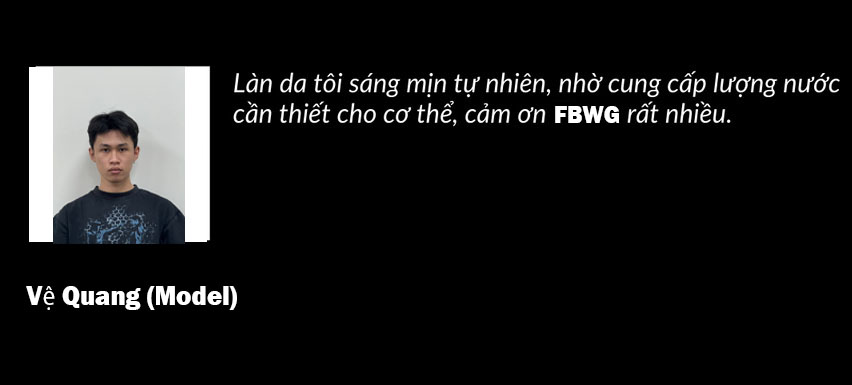 Làn da tôi sáng mịn tự nhiên, nhờ cung cấp lượng nước
cần thiết cho cơ thể, cảm ơn FBWG rất nhiều.
Vệ Quang (Model)